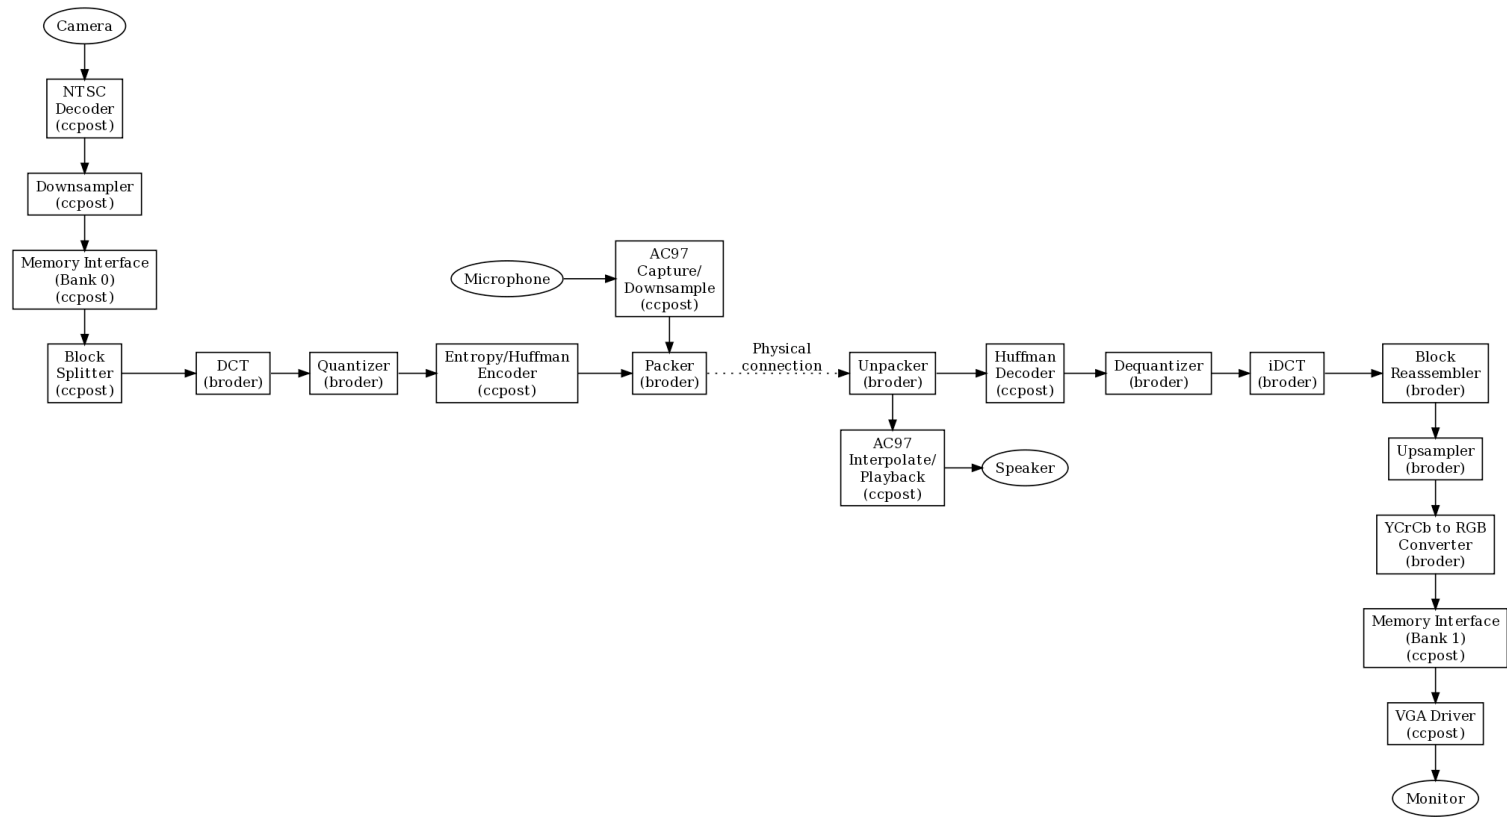 Camera
NTSC
Decoder
(ccpost)
Downsampler
(ccpost)
Memory Interface
(Bank 0)
(ccpost)
Block
Splitter
(ccpost)
DCT
(broder)
Quantizer
(broder)
Entropy/Huffman
Encoder
(ccpost)
Microphone
AC97
Capture/
Downsample
(ccpost)
Packer
(broder)
Physical
connection
Unpacker
(broder)
AC97
Interpolate/
Playback
(ccpost)
Speaker
Huffman
Decoder
(ccpost)
Dequantizer
(broder)
iDCT
(broder)
Block
Reassembler
(broder)
Upsampler
(broder)
YCrCb to RGB
Converter
(broder)
Memory Interface
(Bank 1)
(ccpost)
VGA Driver
(ccpost)
Monitor